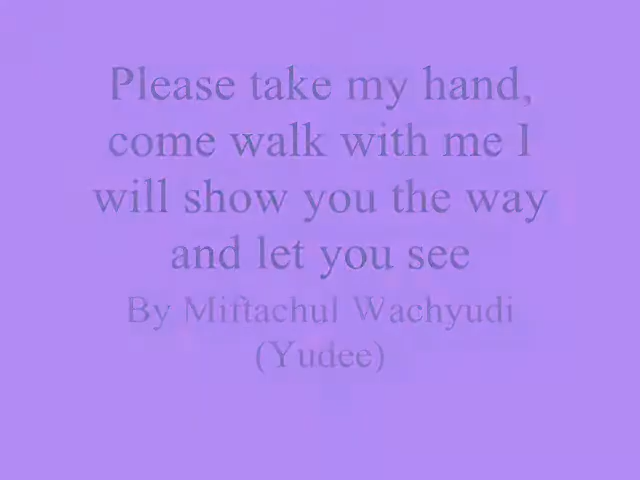 Please take my hand,
come walk with me I
will show you the way
and let you see
By Miftachul Wachyudi
(Yudee)